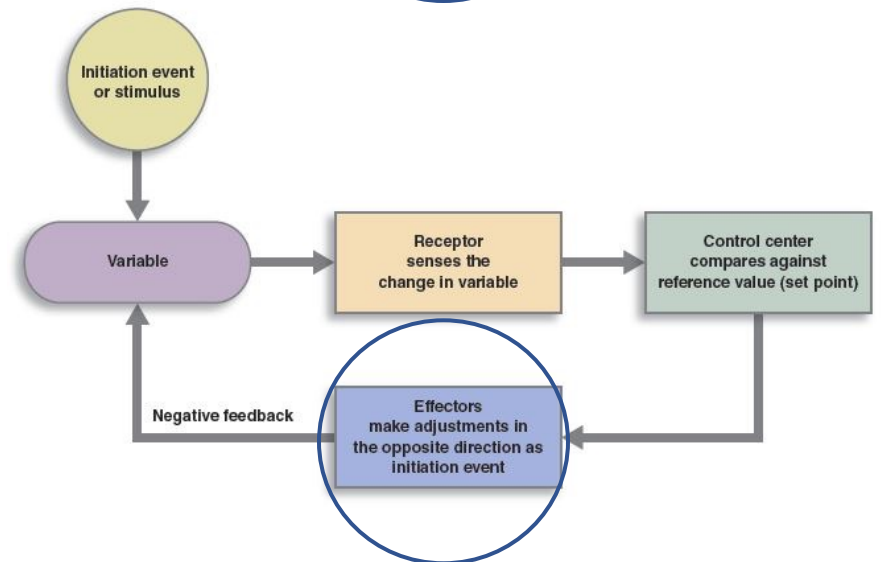 Initiation event
or stimulus
Variable
Receptor
senses the
change in variable
Control center
compares against
reference value (set point)
Effectors
make adjustments in
the opposite direction as
initiation event
Negative feedback